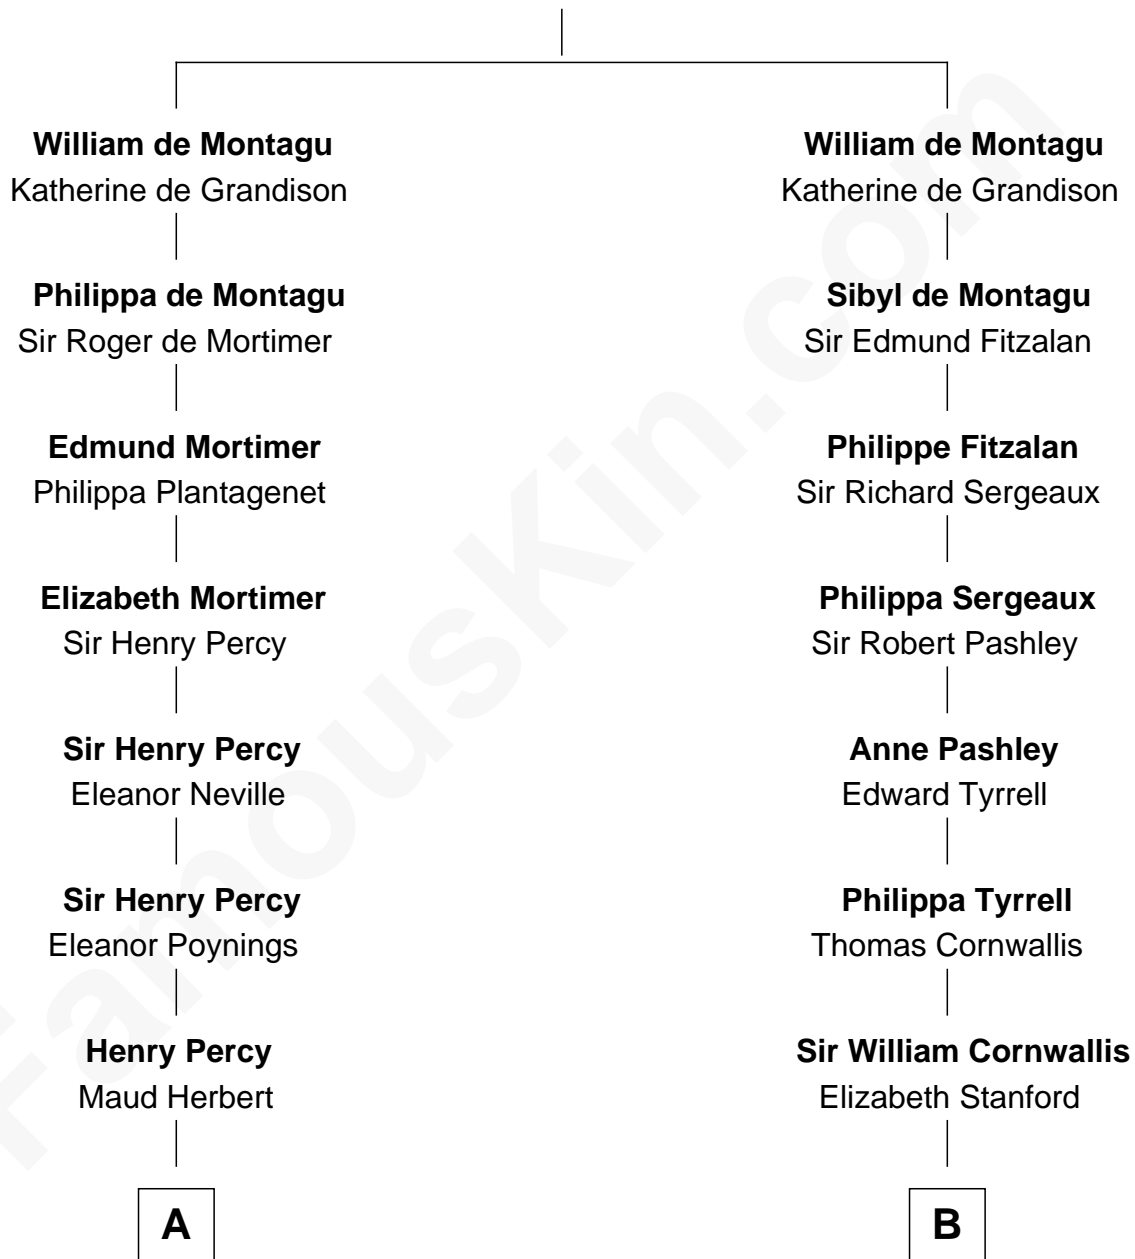 William de Montagu
Katherine de Grandison
Philippa de Montagu
Sir Roger de Mortimer
Edmund Mortimer
Philippa Plantagenet
Elizabeth Mortimer
Sir Henry Percy
Sir Henry Percy
Eleanor Neville
Sir Henry Percy
Eleanor Poynings
Henry Percy
Maud Herbert
A
William de Montagu
Katherine de Grandison
Sibyl de Montagu
Sir Edmund Fitzalan
Philippe Fitzalan
Sir Richard Sergeaux
Philippa Sergeaux
Sir Robert Pashley
Anne Pashley
Edward Tyrrell
Philippa Tyrrell
Thomas Cornwallis
Sir William Cornwallis
Elizabeth Stanford
B
FamousKin.com